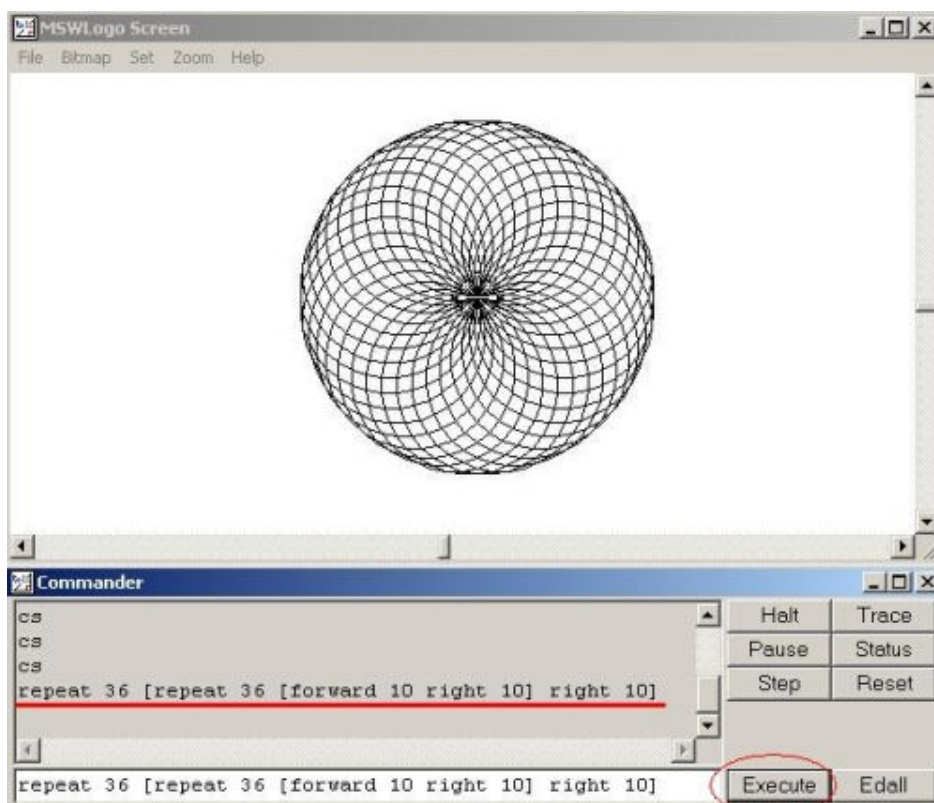 MSWLogo Screen
File Bitmap Set Zoom Help
Commander
cs
cs
cs
repeat 36 [repeat 36 [forward 10 right 10] right 10]
Halt Trace
Pause Status
Step Reset
repeat 36 [repeat 36 [forward 10 right 10] right 10]
Execute Edall